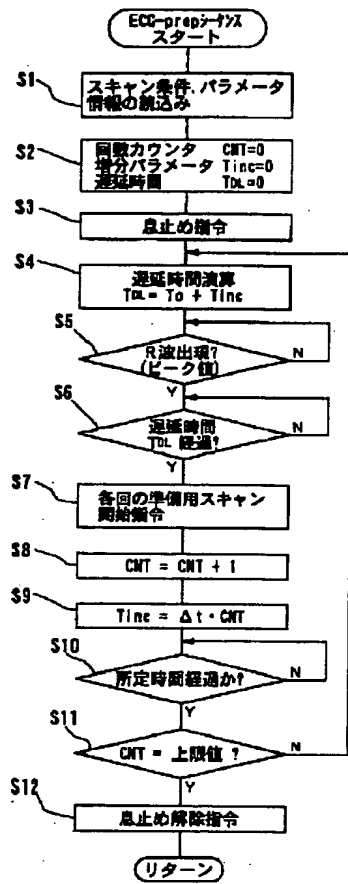 ECG-prepシーケンス
スタート
S1
スキャン条件、パラメータ
情報の読込み
S2
回数カウンタ CNT=0
増分パラメータ Tinc=0
遅延時間 TDL=0
S3
息止め指令
S4
遅延時間演算
TDL= To + Tinc
S5
R波出現?
(ピーク値)
N
Y
S6
遅延時間
TDL 経過?
N
Y
S7
各回の準備用スキャン
開始指令
S8
CNT = CNT + 1
S9
Tinc = Δt・CNT
S10
所定時間経過か?
N
Y
S11
CNT = 上限値 ?
N
Y
S12
息止め解除指令
リターン